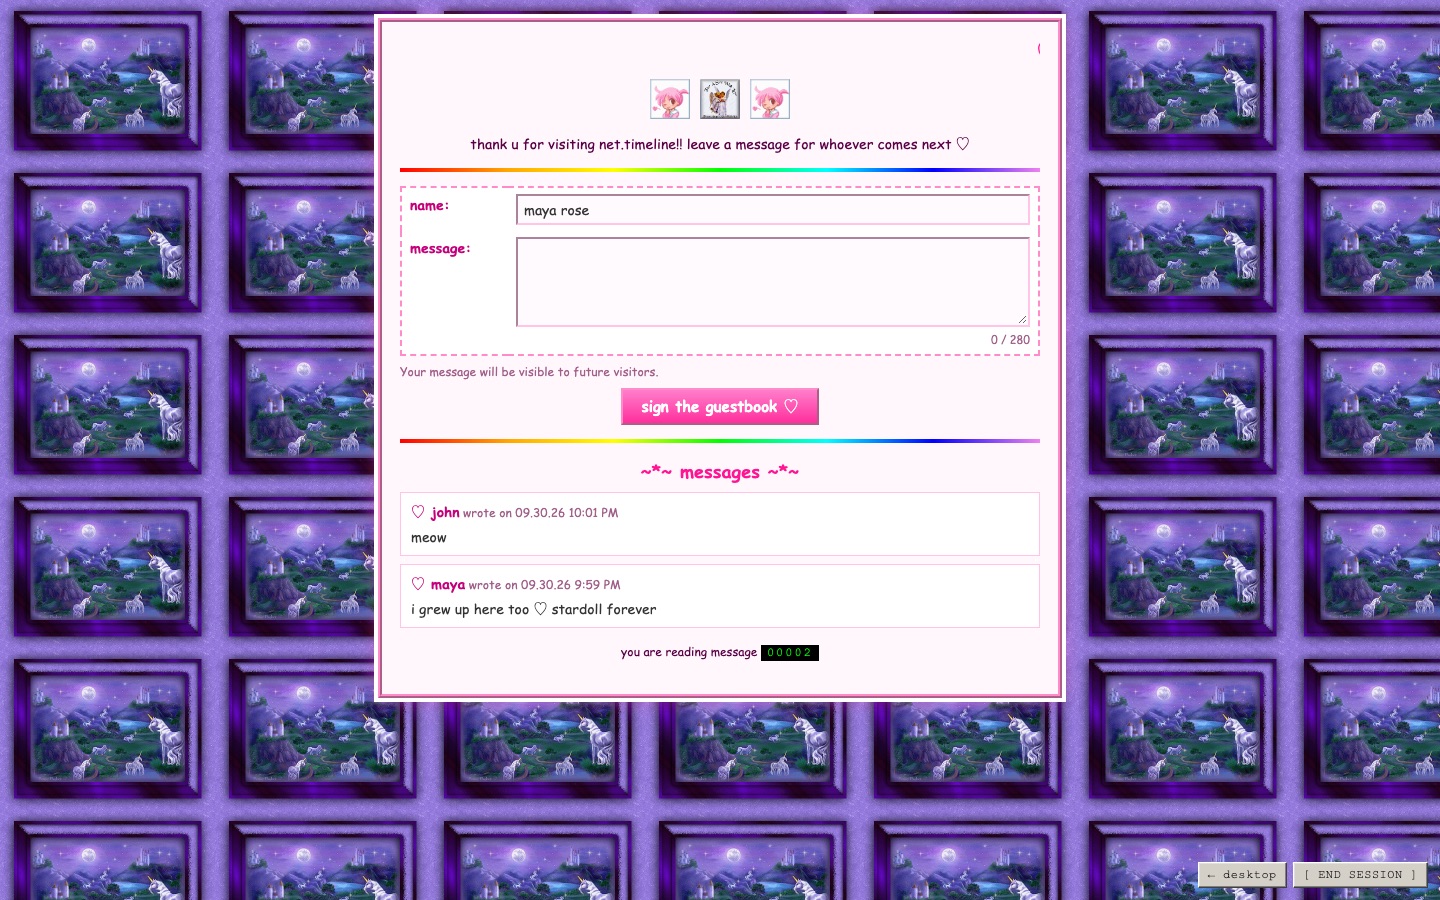 thank u for visiting net.timeline!! leave a message for whoever comes next ♡
name:
maya rose
message:
0 / 280
Your message will be visible to future visitors.
sign the guestbook ♡
~*~ messages ~*~
♡ john wrote on 09.30.26 10:01 PM
meow
♡ maya wrote on 09.30.26 9:59 PM
i grew up here too ♡ stardoll forever
you are reading message 00002
← desktop
[ END SESSION ]